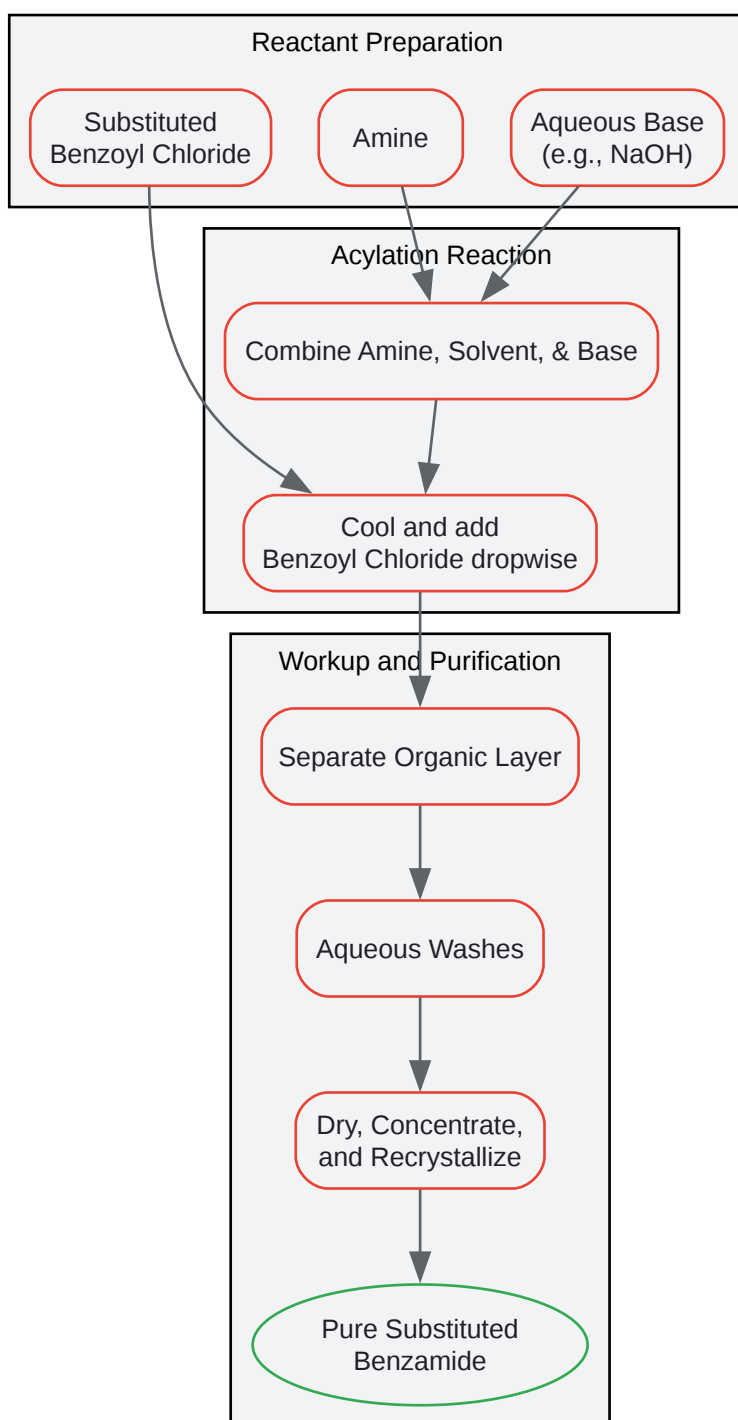 Reactant Preparation
Substituted
Benzoyl Chloride
Amine
Aqueous Base
(e.g., NaOH)
Acylation Reaction
Combine Amine, Solvent, & Base
Cool and add
Benzoyl Chloride dropwise
Workup and Purification
Separate Organic Layer
Aqueous Washes
Dry, Concentrate,
and Recrystallize
Pure Substituted
Benzamide